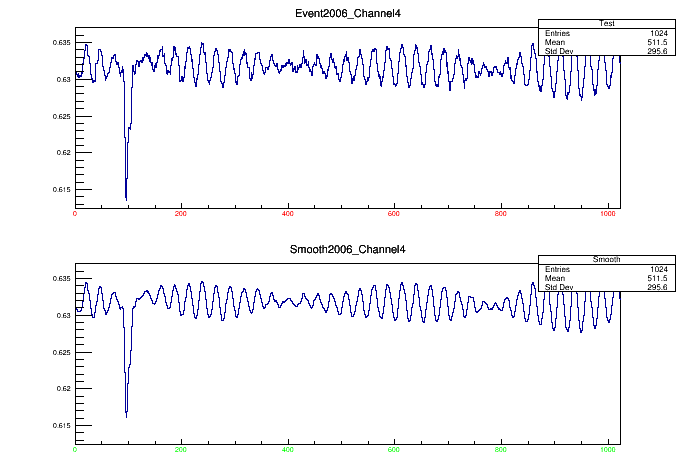 Event2006_Channel4
Test
Entries 1024
Mean 511.5
Std Dev 295.6
0.635
0.63
0.625
0.62
0.615
0 200 400 600 800 1000
Smooth2006_Channel4
Smooth
Entries 1024
Mean 511.5
Std Dev 295.6
0.635
0.63
0.625
0.62
0.615
0 200 400 600 800 1000